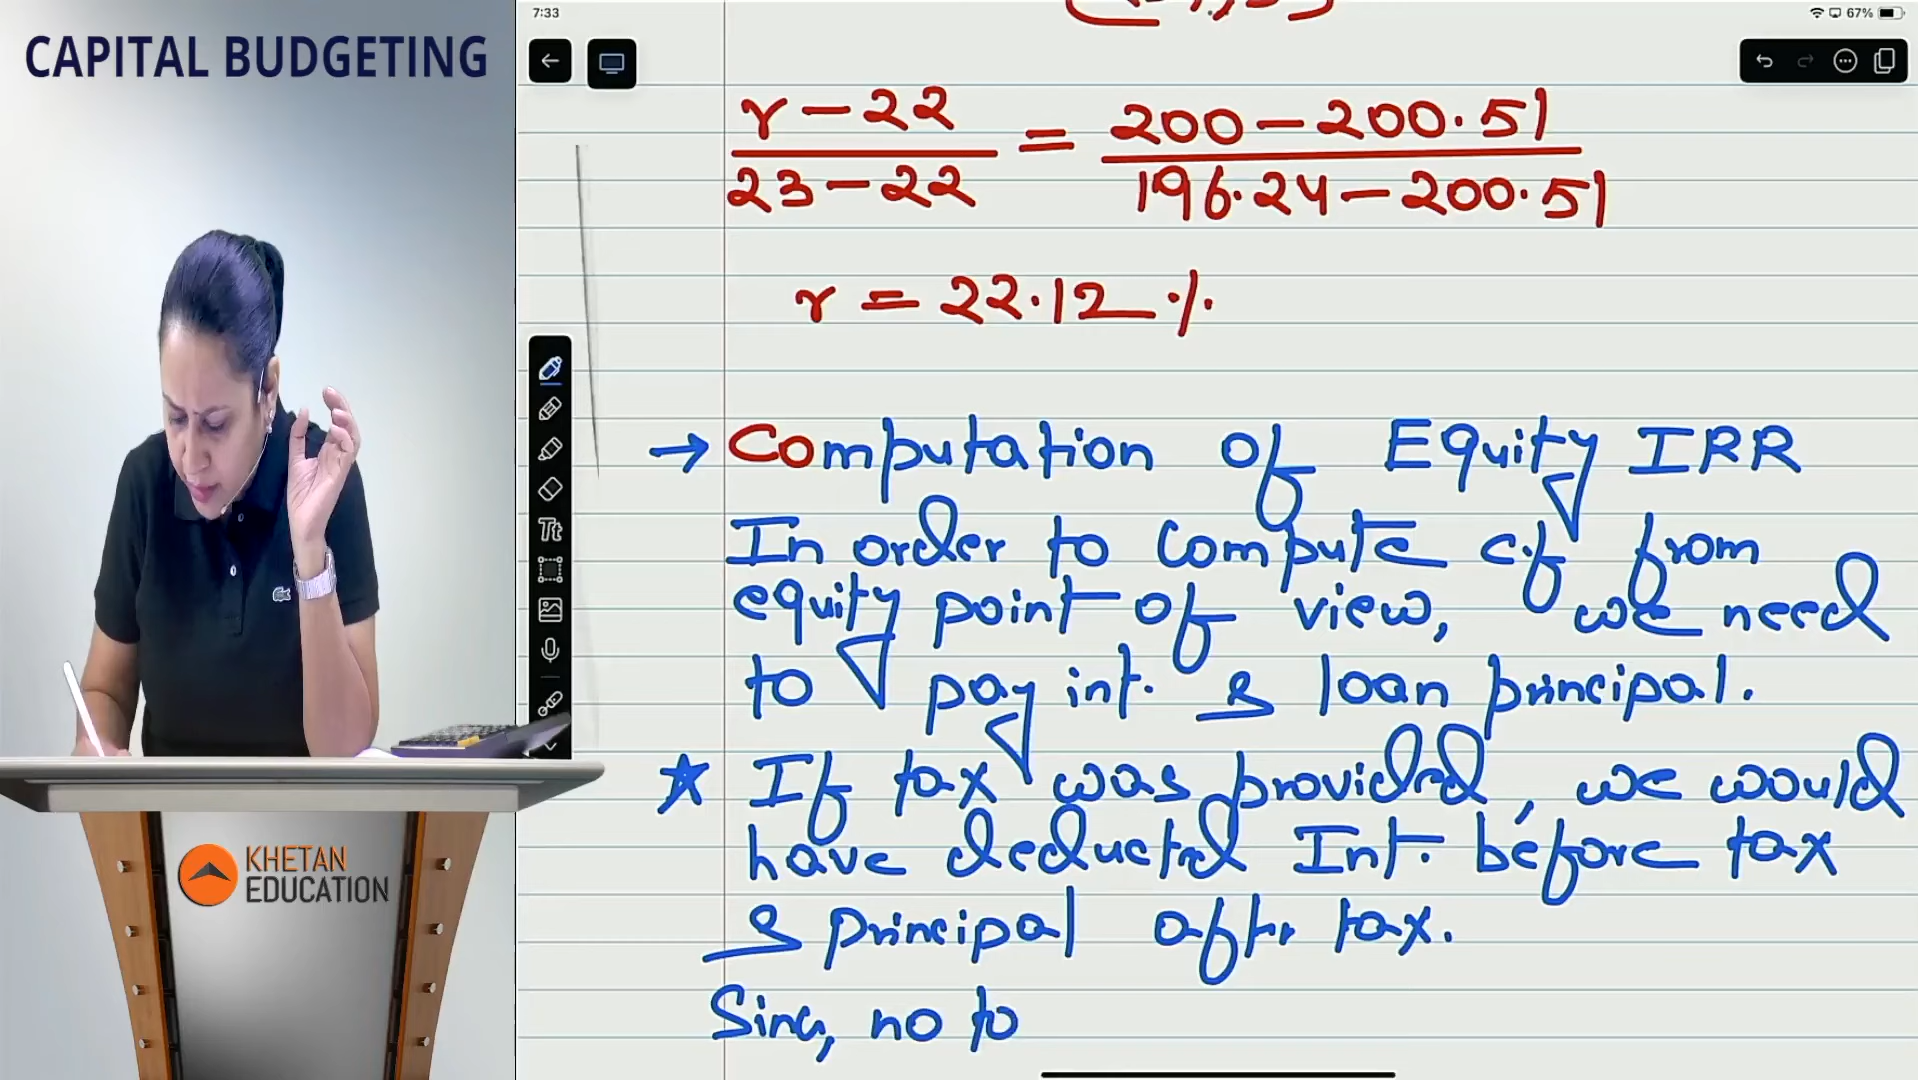 7:33
67%
CAPITAL BUDGETING
r - 22 / 23 - 22 = 200 - 200.51 / 196.24 - 200.51
r = 22.12 %
→ Computation of Equity IRR
In order to compute cf from
equity point of view, we need
to pay int. & loan principal.
★ If tax was provided, we would
have deducted Int. before tax
& principal aftr tax.
Since, no to
Tt
KHETAN
EDUCATION